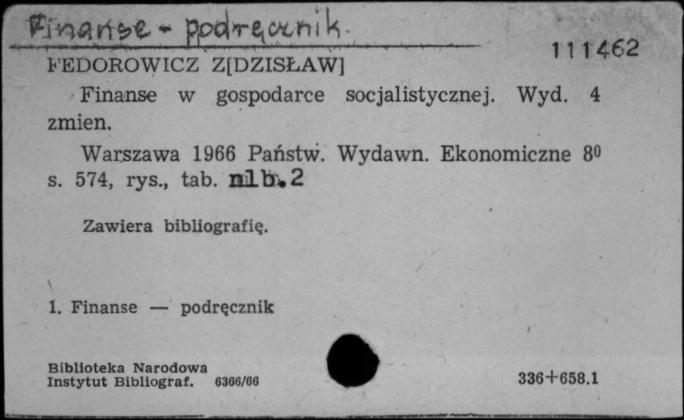 Finanse - podręcznik.
111462
FEDOROWICZ Z[DZISŁAW]
Finanse w gospodarce socjalistycznej. Wyd. 4
zmien.
Warszawa 1966 Państw. Wydawn. Ekonomiczne 8⁰
s. 574, rys., tab. nlb. 2
Zawiera bibliografię.
1. Finanse — podręcznik
Biblioteka Narodowa
Instytut Bibliograf. 6366/66
336+658.1